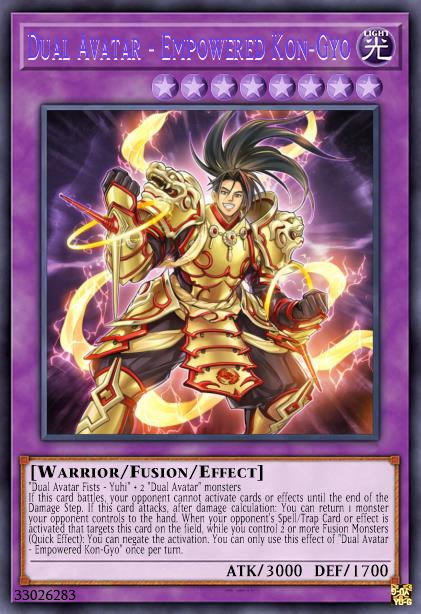 Dual Avatar - Empowered Kon-Gyo
LIGHT
光
[Warrior/Fusion/Effect]
"Dual Avatar Fists - Yuhi" + 2 "Dual Avatar" monsters
If this card battles, your opponent cannot activate cards or effects until the end of the
Damage Step. If this card attacks, after damage calculation: You can return 1 monster
your opponent controls to the hand. When your opponent's Spell/Trap Card or effect is
activated that targets this card on the field, while you control 2 or more Fusion Monsters
(Quick Effect): You can negate the activation. You can only use this effect of "Dual Avatar
- Empowered Kon-Gyo" once per turn.
ATK/3000 DEF/1700
33026283